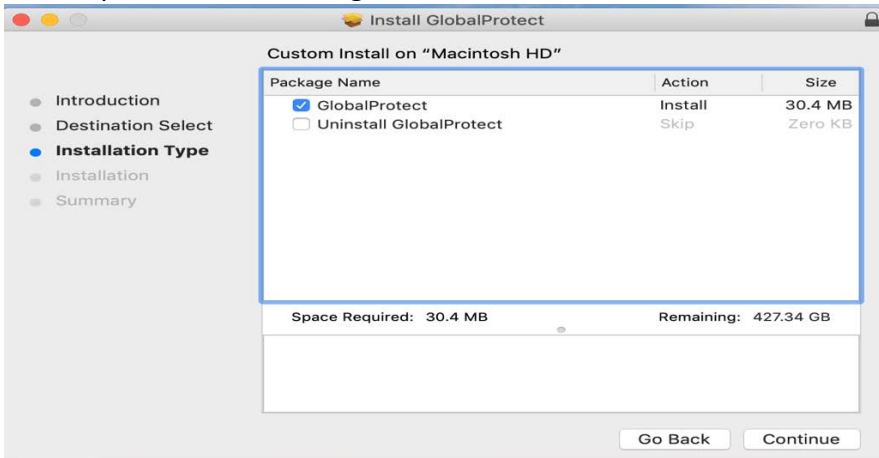 Install GlobalProtect
Custom Install on “Macintosh HD”
Introduction
Destination Select
Installation Type
Installation
Summary
Package Name Action Size
GlobalProtect Install 30.4 MB
Uninstall GlobalProtect Skip Zero KB
Space Required: 30.4 MB Remaining: 427.34 GB
Go Back Continue